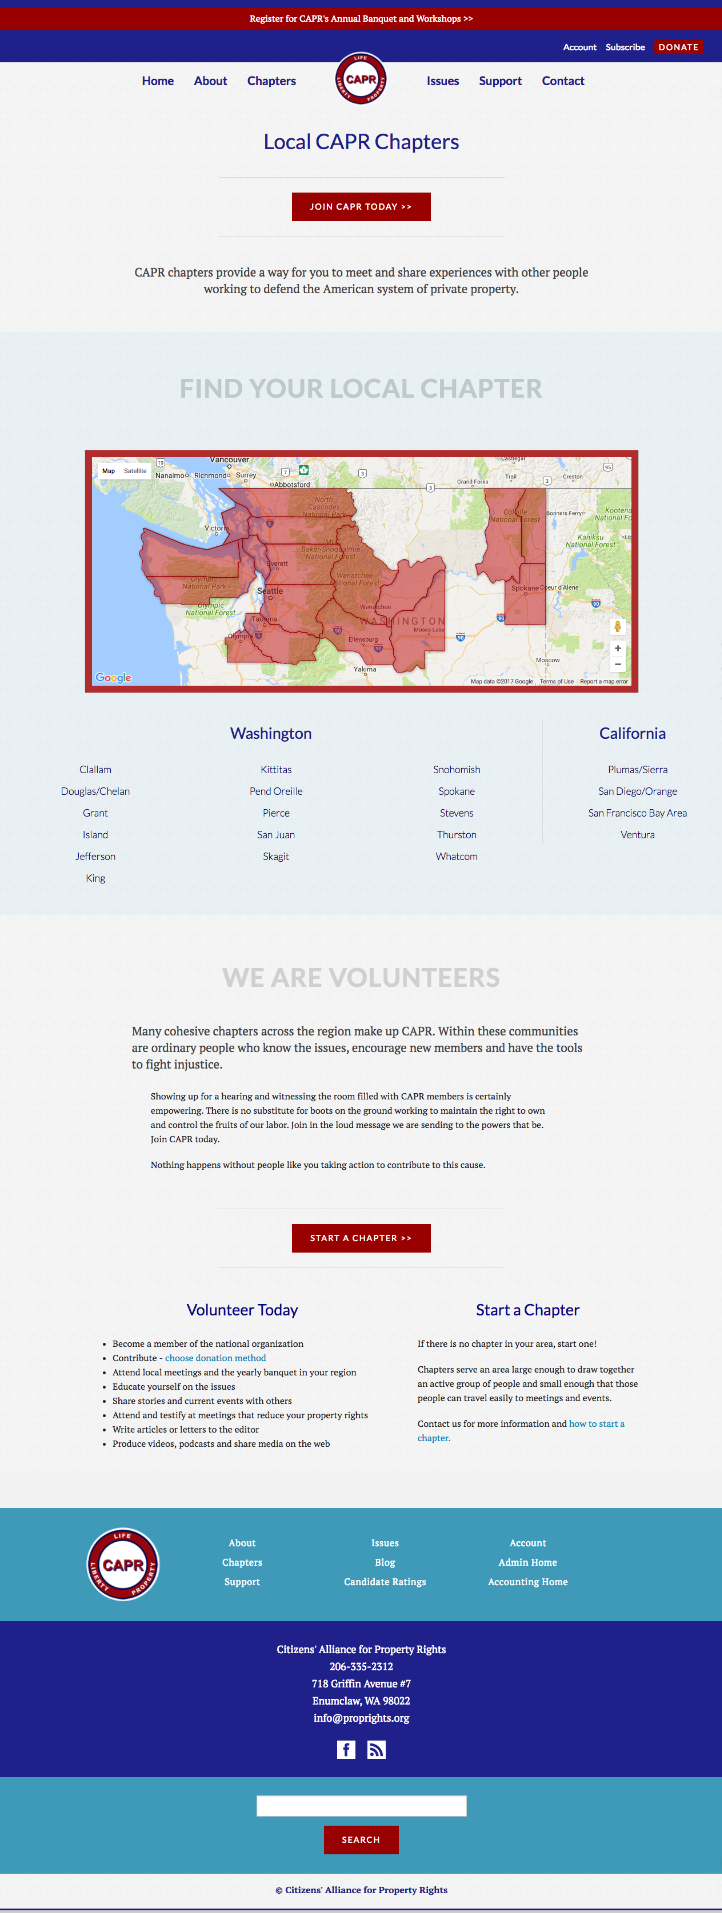 Register for CAPR's Annual Banquet and Workshops >>
Account Subscribe DONATE
Home About Chapters
LIFE
CAPR
LIBERTY PROPERTY
Issues Support Contact
Local CAPR Chapters
JOIN CAPR TODAY >>
CAPR chapters provide a way for you to meet and share experiences with other people
working to defend the American system of private property.
FIND YOUR LOCAL CHAPTER
Map Satellite
Vancouver
Nanaimo Richmond Surrey
Abbotsford
Castlegar
Trail
Creston
Grand Forks
Bonners Ferry
North
Cascades
National Park
Colville
National Forest
Kootena
National F
Kaniksu
National Forest
Victoria
Mt.
Baker-Snoqualmie
National Forest
Everett
Olympic
National Park
Wenatchee
National Forest
Seattle
Olympic
National Forest
Spokane
Coeur d'Alene
Wenatchee
WASHINGTON
Tacoma
Moses Lake
Olympia
Ellensburg
Yakima
Moscow
Google
Map data ©2017 Google Terms of Use Report a map error
Washington
California
Clallam Kittitas Snohomish Plumas/Sierra
Douglas/Chelan Pend Oreille Spokane San Diego/Orange
Grant Pierce Stevens San Francisco Bay Area
Island San Juan Thurston Ventura
Jefferson Skagit Whatcom
King
WE ARE VOLUNTEERS
Many cohesive chapters across the region make up CAPR. Within these communities
are ordinary people who know the issues, encourage new members and have the tools
to fight injustice.
Showing up for a hearing and witnessing the room filled with CAPR members is certainly
empowering. There is no substitute for boots on the ground working to maintain the right to own
and control the fruits of our labor. Join in the loud message we are sending to the powers that be.
Join CAPR today.
Nothing happens without people like you taking action to contribute to this cause.
START A CHAPTER >>
Volunteer Today
• Become a member of the national organization
• Contribute - choose donation method
• Attend local meetings and the yearly banquet in your region
• Educate yourself on the issues
• Share stories and current events with others
• Attend and testify at meetings that reduce your property rights
• Write articles or letters to the editor
• Produce videos, podcasts and share media on the web
Start a Chapter
If there is no chapter in your area, start one!
Chapters serve an area large enough to draw together
an active group of people and small enough that those
people can travel easily to meetings and events.
Contact us for more information and how to start a
chapter.
LIFE
CAPR
LIBERTY PROPERTY
About Issues Account
Chapters Blog Admin Home
Support Candidate Ratings Accounting Home
Citizens' Alliance for Property Rights
206-335-2312
718 Griffin Avenue #7
Enumclaw, WA 98022
info@proprights.org
SEARCH
© Citizens' Alliance for Property Rights